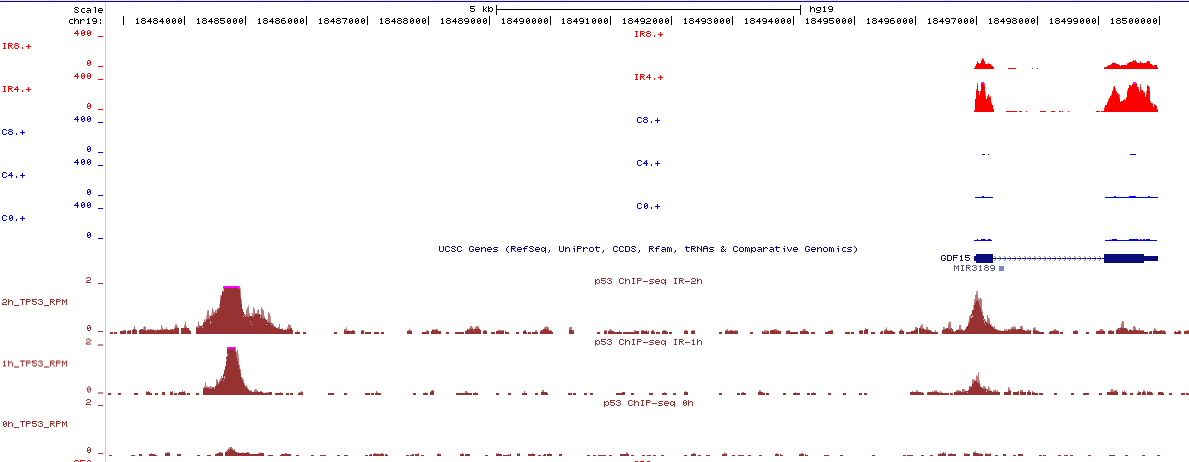 Scale 5 kb hg19
chr19: 18484000 18485000 18486000 18487000 18488000 18489000 18490000 18491000 18492000 18493000 18494000 18495000 18496000 18497000 18498000 18499000 18500000
400 IR8.+
IR8.+
0
400 IR4.+
IR4.+
0
400 C8.+
C8.+
0
400 C4.+
C4.+
0
400 C0.+
C0.+
0
UCSC Genes (RefSeq, UniProt, CCDS, Rfam, tRNAs & Comparative Genomics)
GDF15
MIR3189
2 p53 ChIP-seq IR-2h
2h_TP53_RPM
0
2 p53 ChIP-seq IR-1h
1h_TP53_RPM
0
2 p53 ChIP-seq 0h
0h_TP53_RPM
0